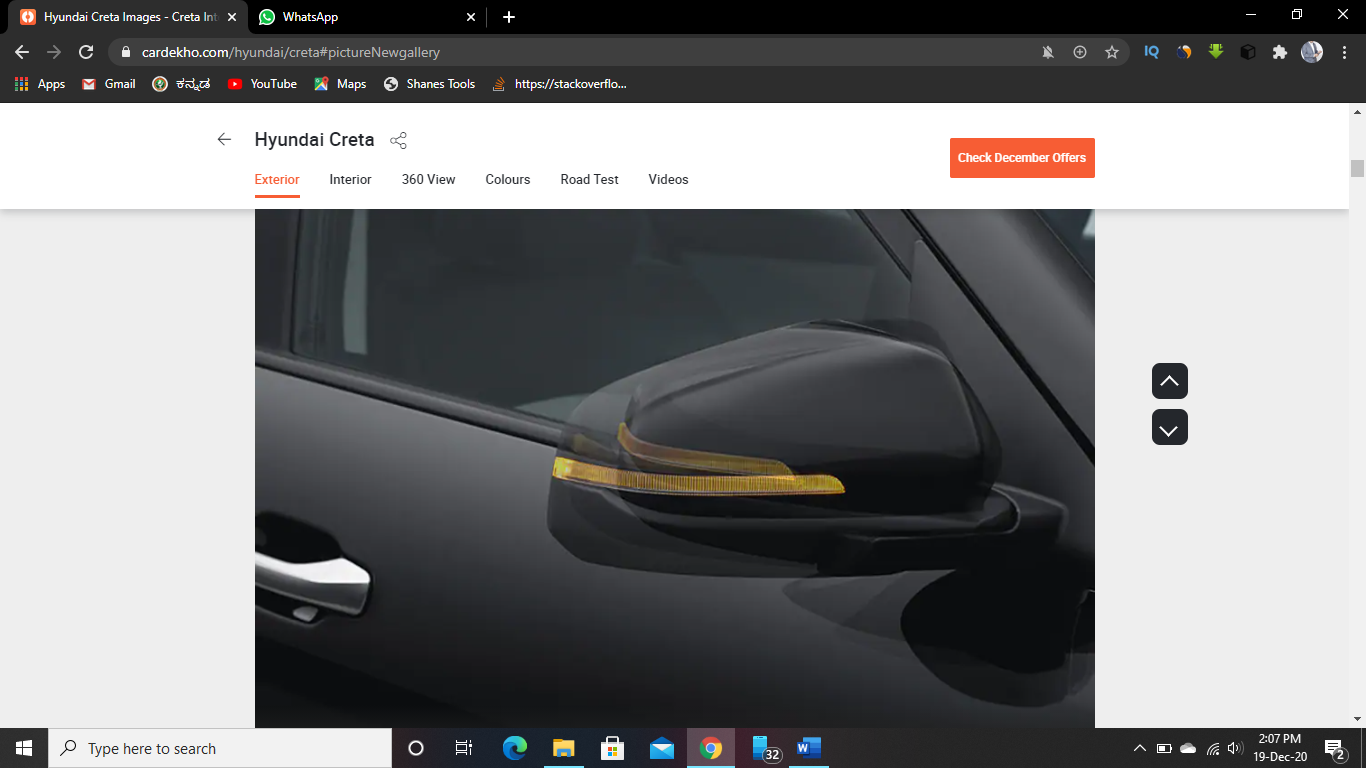 Hyundai Creta Images - Creta Int
WhatsApp
cardekho.com/hyundai/creta#pictureNewgallery
IQ
Apps
Gmail
ಕನ್ನಡ
YouTube
Maps
Shanes Tools
https://stackoverflo...
Hyundai Creta
Check December Offers
Exterior
Interior
360 View
Colours
Road Test
Videos
Type here to search
32
W
2:07 PM
19-Dec-20
2